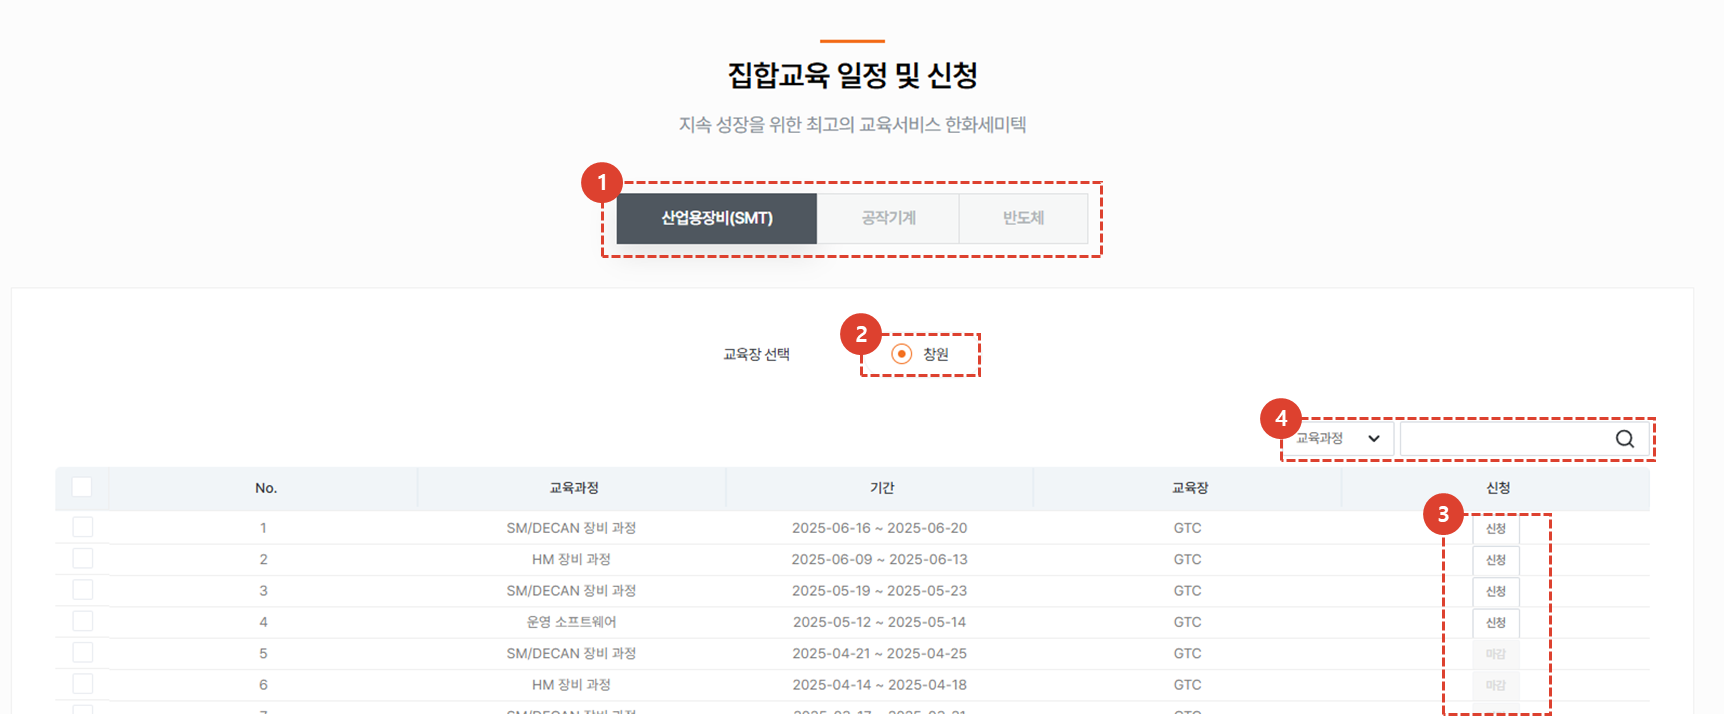 집합교육 일정 및 신청
지속 성장을 위한 최고의 교육서비스 한화세미텍
1
산업용장비(SMT) 공작기계 반도체
2
교육장 선택 창원
4
교육과정
No. 교육과정 기간 교육장 신청
3
1 SM/DECAN 장비 과정 2025-06-16 ~ 2025-06-20 GTC 신청
2 HM 장비 과정 2025-06-09 ~ 2025-06-13 GTC 신청
3 SM/DECAN 장비 과정 2025-05-19 ~ 2025-05-23 GTC 신청
4 운영 소프트웨어 2025-05-12 ~ 2025-05-14 GTC 신청
5 SM/DECAN 장비 과정 2025-04-21 ~ 2025-04-25 GTC 마감
6 HM 장비 과정 2025-04-14 ~ 2025-04-18 GTC 마감